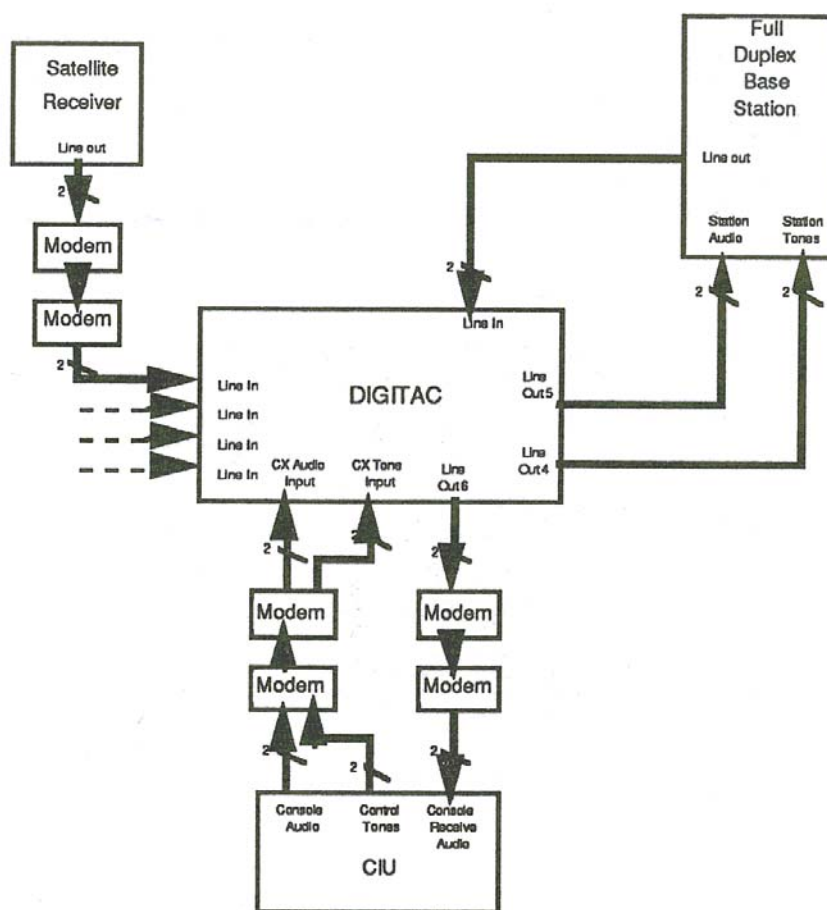 Satellite
Receiver
Line out
2
Modem
Modem
2
Full
Duplex
Base
Station
Line out
Station
Audio
Station
Tones
2
2
2
Line In
Line In
Line In
Line In
Line In
DIGITAC
Line
Out5
Line
Out4
CX Audio
Input
CX Tone
Input
Line
Out6
2
2
2
Modem
Modem
Modem
Modem
2
2
2
Console
Audio
Control
Tones
Console
Receive
Audio
CIU